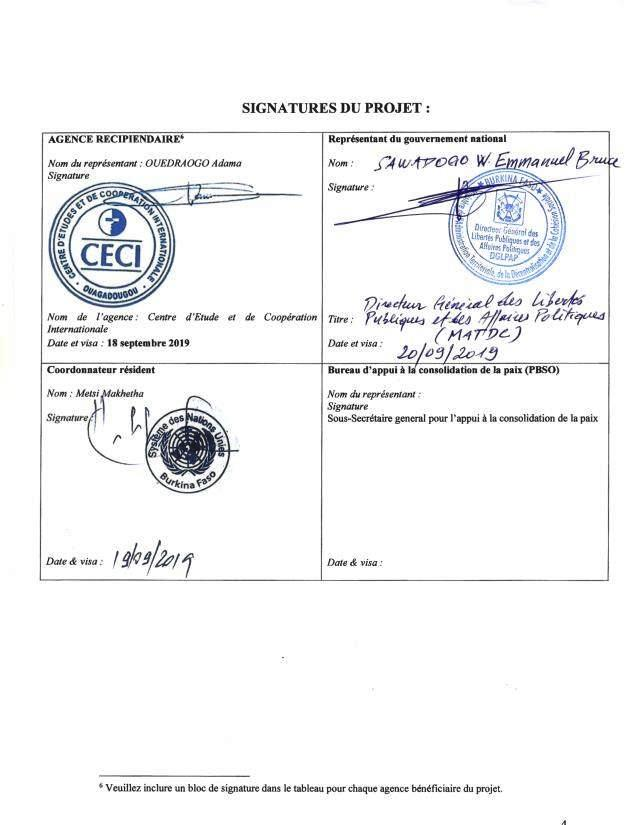 SIGNATURES DU PROJET :
AGENCE RECIPIENDAIRE⁶
Nom du représentant : OUEDRAOGO Adama
Signature
CENTRE D'ETUDES ET DE COOPERATION INTERNATIONALE
CECI
OUAGADOUGOU
Nom de l'agence : Centre d'Etude et de Coopération
Internationale
Date et visa : 18 septembre 2019
Représentant du gouvernement national
Nom : SAWADOGO W. Emmanuel Bruce
Signature :
BURKINA FASO
Directeur Général des
Libertés Publiques et des
Affaires Politiques
DGLPAP
Directeur Général des Libertés
Titre : Publiques et des Affaires Politiques
(MATDC)
Date et visa :
20/09/2019
Coordonnateur résident
Nom : Metsi Makhetha
Signature
Système des Nations Unies
Burkina Faso
Date & visa : 19/09/2019
Bureau d'appui à la consolidation de la paix (PBSO)
Nom du représentant :
Signature
Sous-Secrétaire general pour l'appui à la consolidation de la paix
Date & visa :
⁶ Veuillez inclure un bloc de signature dans le tableau pour chaque agence bénéficiaire du projet.